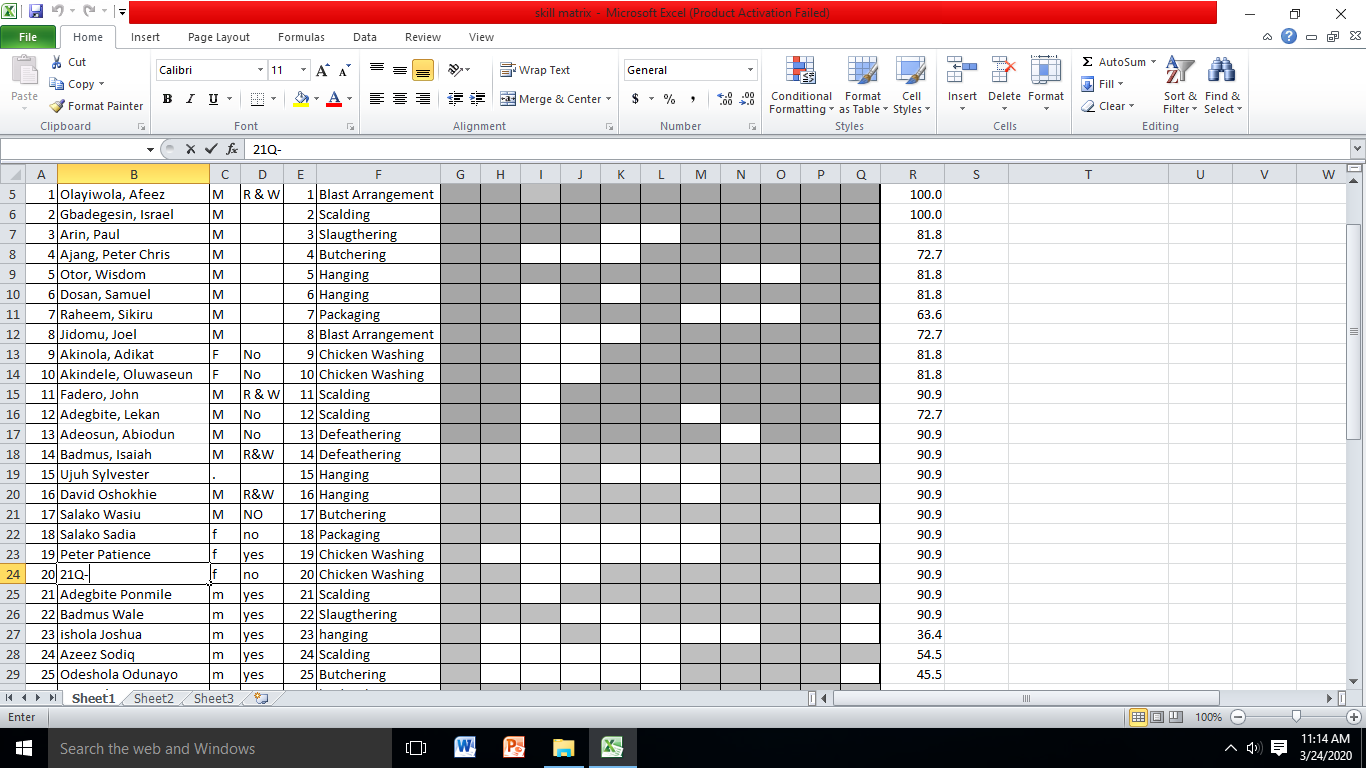 skill matrix - Microsoft Excel (Product Activation Failed)
File Home Insert Page Layout Formulas Data Review View
Paste Cut Copy Format Painter
Calibri 11 A A
B I U A
Wrap Text
Merge & Center
General
$ % , .00 .0
Conditional Formatting Format as Table Cell Styles
Insert Delete Format
Σ AutoSum Fill Clear
Sort & Filter Find & Select
Clipboard Font Alignment Number Styles Cells Editing
fx 21Q-
A B C D E F G H I J K L M N O P Q R S T U V W
5 1 Olayiwola, Afeez M R & W 1 Blast Arrangement 100.0
6 2 Gbadegesin, Israel M 2 Scalding 100.0
7 3 Arin, Paul M 3 Slaugthering 81.8
8 4 Ajang, Peter Chris M 4 Butchering 72.7
9 5 Otor, Wisdom M 5 Hanging 81.8
10 6 Dosan, Samuel M 6 Hanging 81.8
11 7 Raheem, Sikiru M 7 Packaging 63.6
12 8 Jidomu, Joel M 8 Blast Arrangement 72.7
13 9 Akinola, Adikat F No 9 Chicken Washing 81.8
14 10 Akindele, Oluwaseun F No 10 Chicken Washing 81.8
15 11 Fadero, John M R & W 11 Scalding 90.9
16 12 Adegbite, Lekan M No 12 Scalding 72.7
17 13 Adeosun, Abiodun M No 13 Defeathering 90.9
18 14 Badmus, Isaiah M R&W 14 Defeathering 90.9
19 15 Ujuh Sylvester . 15 Hanging 90.9
20 16 David Oshokhie M R&W 16 Hanging 90.9
21 17 Salako Wasiu M NO 17 Butchering 90.9
22 18 Salako Sadia f no 18 Packaging 90.9
23 19 Peter Patience f yes 19 Chicken Washing 90.9
24 20 21Q- f no 20 Chicken Washing 90.9
25 21 Adegbite Ponmile m yes 21 Scalding 90.9
26 22 Badmus Wale m yes 22 Slaugthering 90.9
27 23 ishola Joshua m yes 23 hanging 36.4
28 24 Azeez Sodiq m yes 24 Scalding 54.5
29 25 Odeshola Odunayo m yes 25 Butchering 45.5
Sheet1 Sheet2 Sheet3
Enter 100%
Search the web and Windows
11:14 AM
3/24/2020